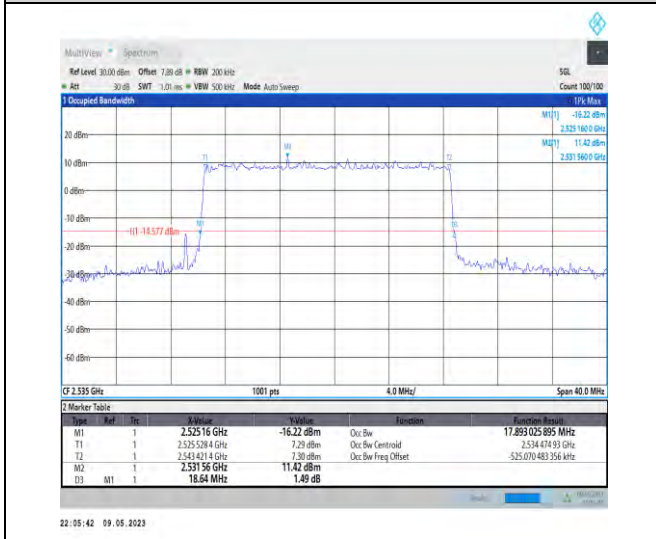 MultiView Spectrum
Ref Level 30.00 dBm Offset 7.89 dB RBW 200 kHz SGL
Att 30 dB SWT 1.01 ms VBW 500 kHz Mode Auto Sweep Count 100/100
1 Occupied Bandwidth 1Pk Max
M1[1] -16.22 dBm
2.525 160 0 GHz
M2[1] 11.42 dBm
2.531 560 0 GHz
20 dBm
M2
T1 T2
10 dBm
0 dBm
-10 dBm
M1
H1 -14.577 dBm
-20 dBm
-30 dBm
-40 dBm
-50 dBm
-60 dBm
CF 2.535 GHz 1001 pts 4.0 MHz/ Span 40.0 MHz
2 Marker Table
Type Ref Trc X-Value Y-Value Function Function Result
M1 1 2.525 16 GHz -16.22 dBm Occ Bw 17.893 025 895 MHz
T1 1 2.525 528 4 GHz 7.29 dBm Occ Bw Centroid 2.534 474 93 GHz
T2 1 2.543 421 4 GHz 7.30 dBm Occ Bw Freq Offset -525.070 483 356 kHz
M2 1 2.531 56 GHz 11.42 dBm
D3 M1 1 18.64 MHz 1.49 dB
22:05:42 09.05.2023